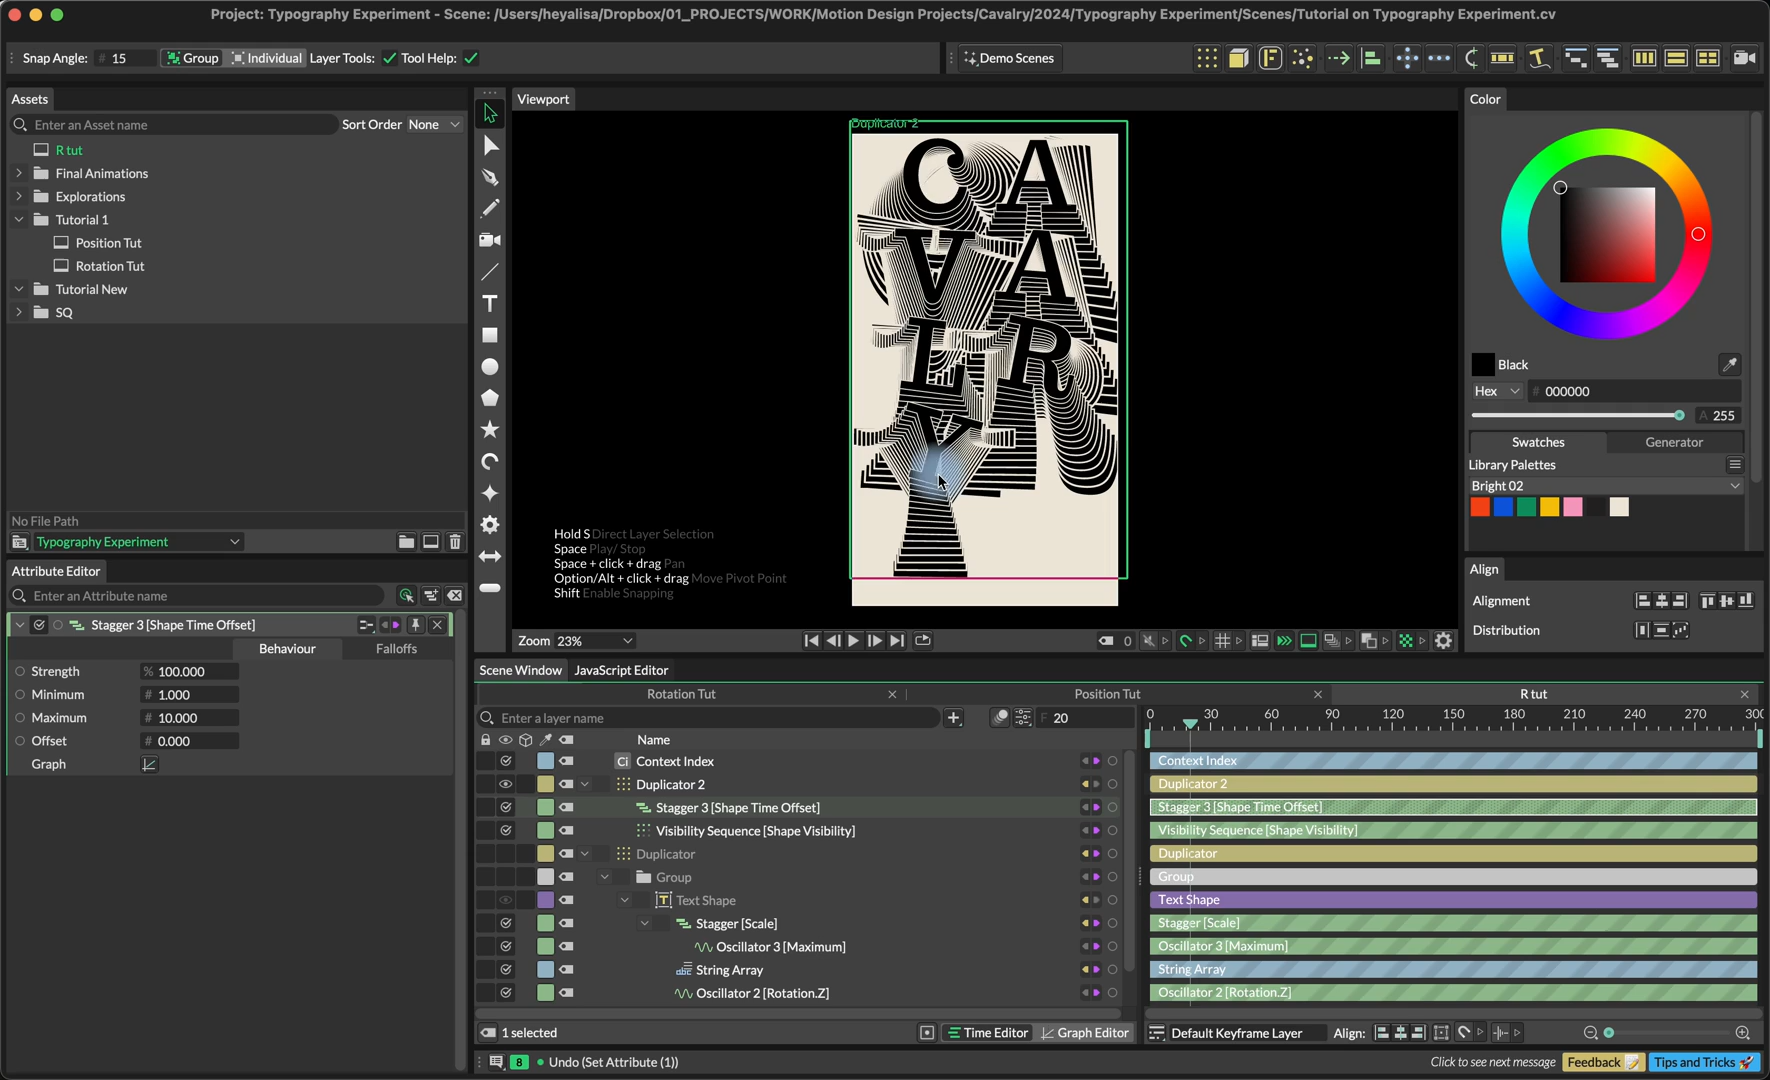 Project: Typography Experiment - Scene: /Users/heyalisa/Dropbox/01_PROJECTS/WORK/Motion Design Projects/Cavalry/2024/Typography Experiment/Scenes/Tutorial on Typography Experiment.cv
Snap Angle: # 15 Group Individual Layer Tools: Tool Help: Demo Scenes
Assets
Enter an Asset name Sort Order None
R tut
Final Animations
Explorations
Tutorial 1
Position Tut
Rotation Tut
Tutorial New
SQ
No File Path
Typography Experiment
Attribute Editor
Enter an Attribute name
Stagger 3 [Shape Time Offset]
Behaviour Falloffs
Strength % 100.000
Minimum # 1.000
Maximum # 10.000
Offset # 0.000
Graph
Viewport
Duplicator 2
CA
VA
LR
Y
Hold S Direct Layer Selection
Space Play/ Stop
Space + click + drag Pan
Option/Alt + click + drag Move Pivot Point
Shift Enable Snapping
Zoom 23% 0
Color
Black
Hex # 000000
A 255
Swatches Generator
Library Palettes
Bright 02
Align
Alignment
Distribution
Scene Window JavaScript Editor
Rotation Tut Position Tut R tut
Enter a layer name F 20 0 30 60 90 120 150 180 210 240 270 300
Name
Ci Context Index Context Index
Duplicator 2 Duplicator 2
Stagger 3 [Shape Time Offset] Stagger 3 [Shape Time Offset]
Visibility Sequence [Shape Visibility] Visibility Sequence [Shape Visibility]
Duplicator Duplicator
Group Group
Text Shape Text Shape
Stagger [Scale] Stagger [Scale]
Oscillator 3 [Maximum] Oscillator 3 [Maximum]
String Array String Array
Oscillator 2 [Rotation.Z] Oscillator 2 [Rotation.Z]
1 selected Time Editor Graph Editor Default Keyframe Layer Align:
8 Undo (Set Attribute (1)) Click to see next message Feedback Tips and Tricks